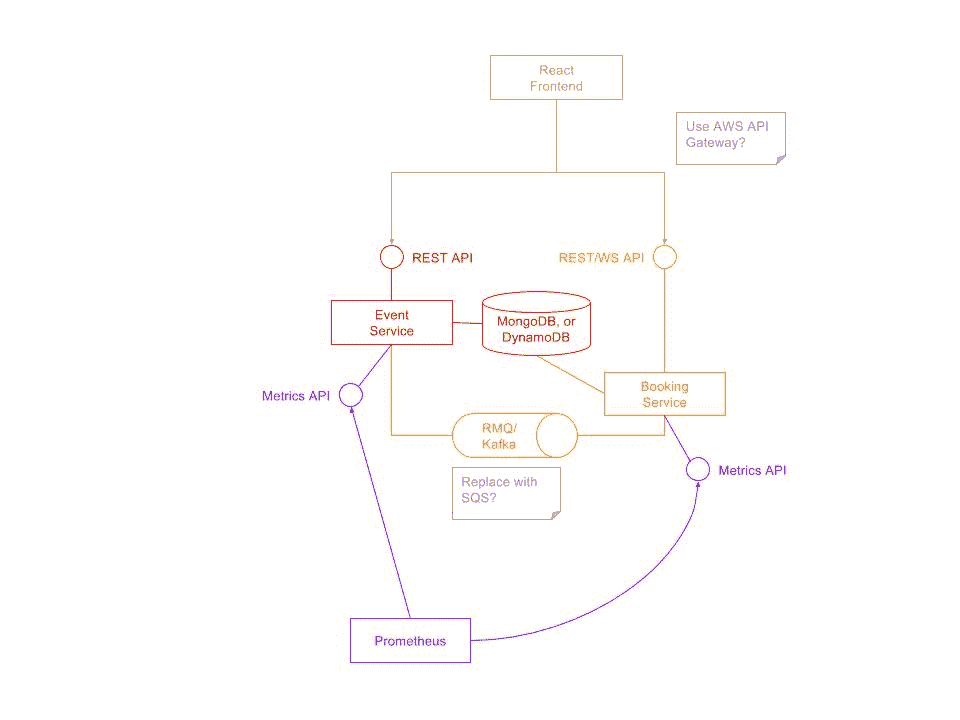 React
Frontend
Use AWS API
Gateway?
REST API
REST/WS API
Event
Service
MongoDB, or
DynamoDB
Metrics API
Booking
Service
RMQ/
Kafka
Metrics API
Replace with
SQS?
Prometheus